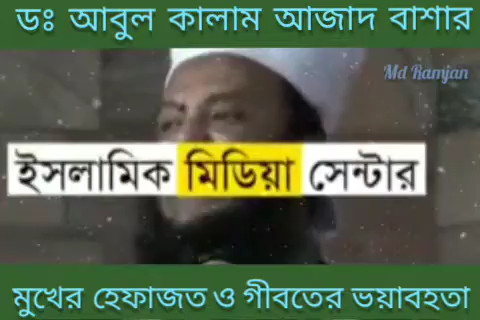 ডঃ আবুল কালাম আজাদ বাশার
Md Ramjan
ইসলামিক মিডিয়া সেন্টার
মুখের হেফাজত ও গীবতের ভয়াবহতা